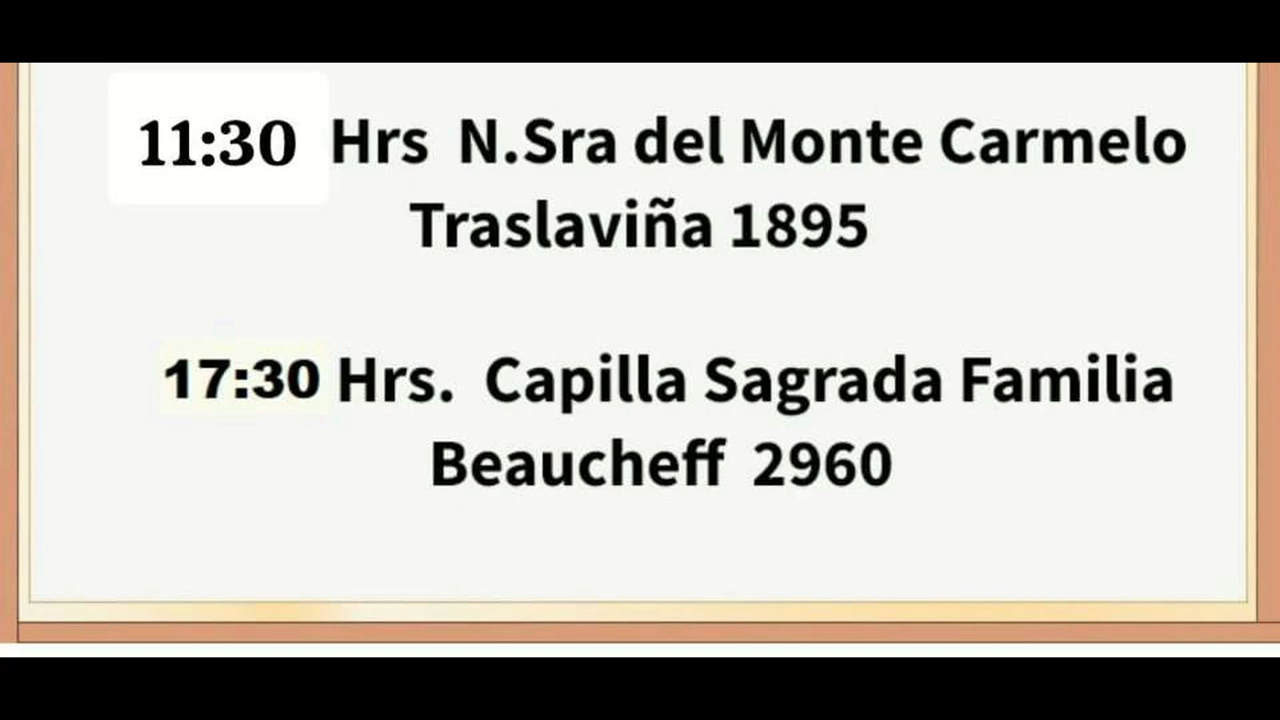 11:30 Hrs N.Sra del Monte Carmelo
Traslaviña 1895
17:30 Hrs. Capilla Sagrada Familia
Beaucheff 2960